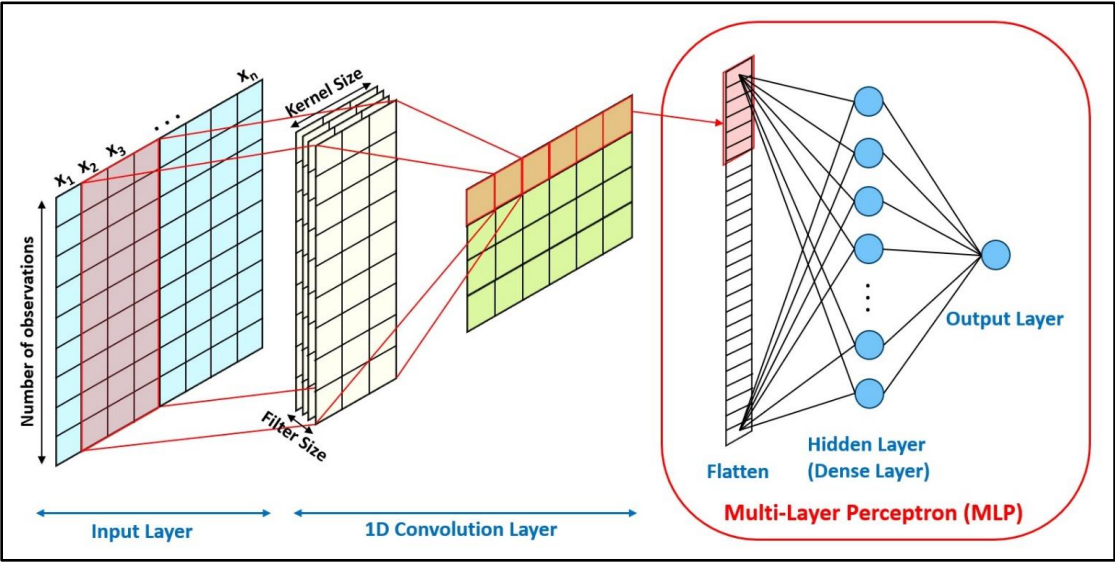 x₁ x₂ x₃ ... xₙ
Number of observations
Kernel Size
Filter Size
Input Layer
1D Convolution Layer
Flatten
Hidden Layer
(Dense Layer)
Output Layer
Multi-Layer Perceptron (MLP)